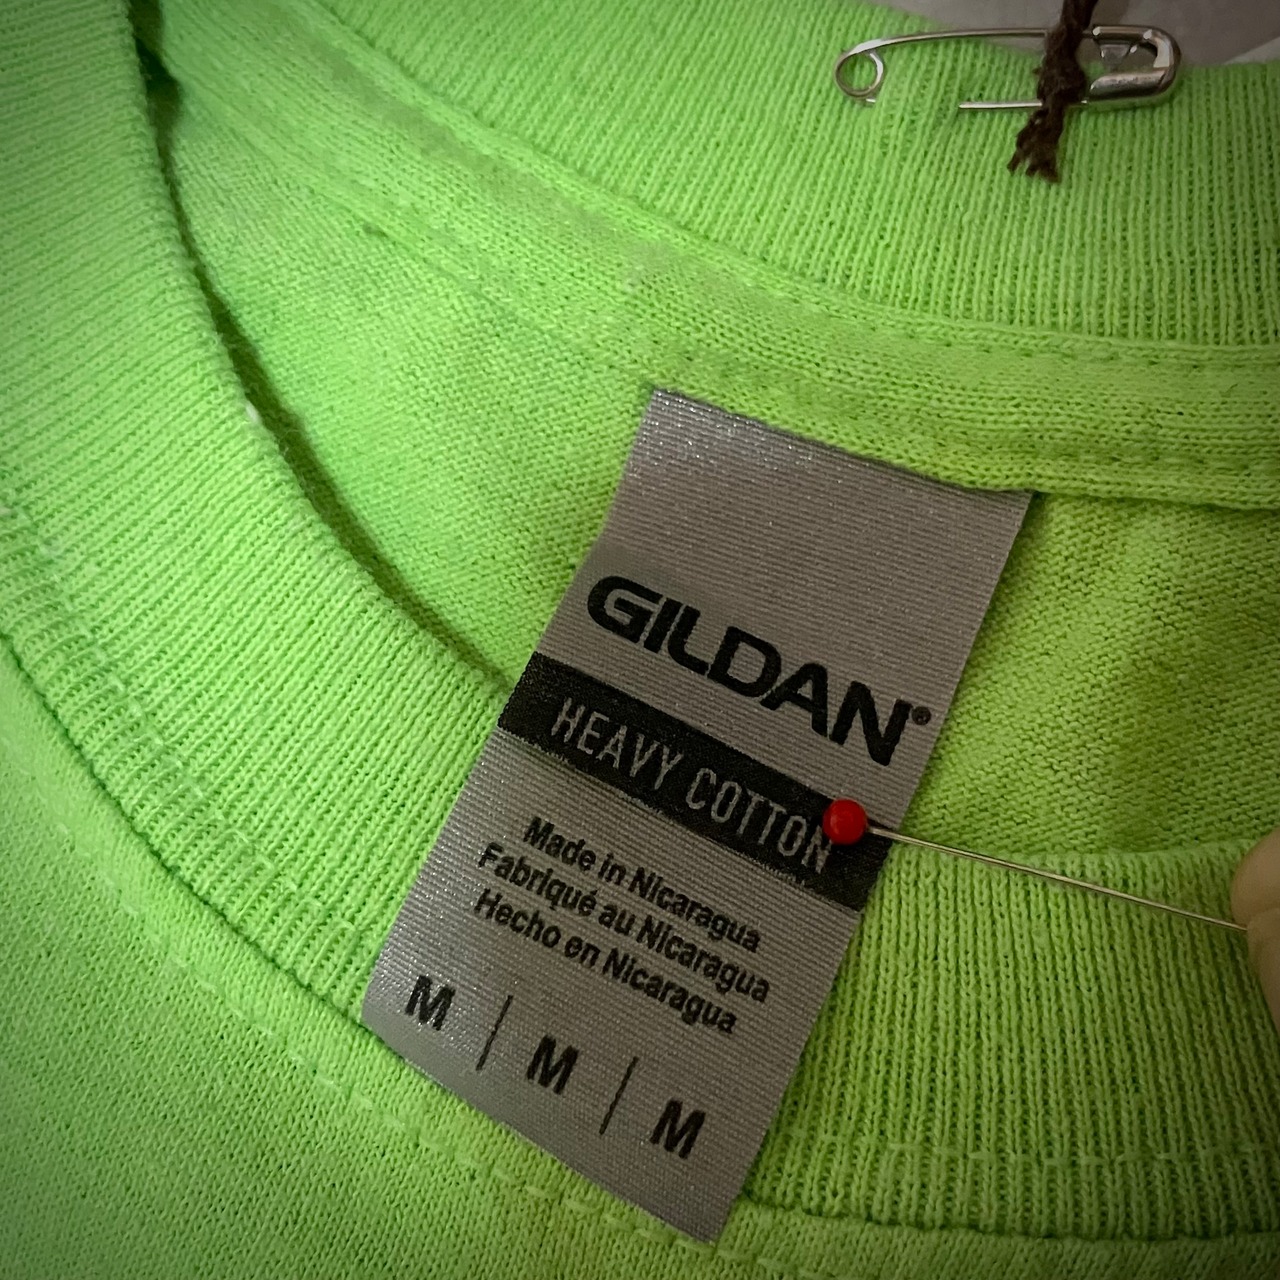 GILDAN®
HEAVY COTTON
Made in Nicaragua
Fabriqué au Nicaragua
Hecho en Nicaragua
M | M | M